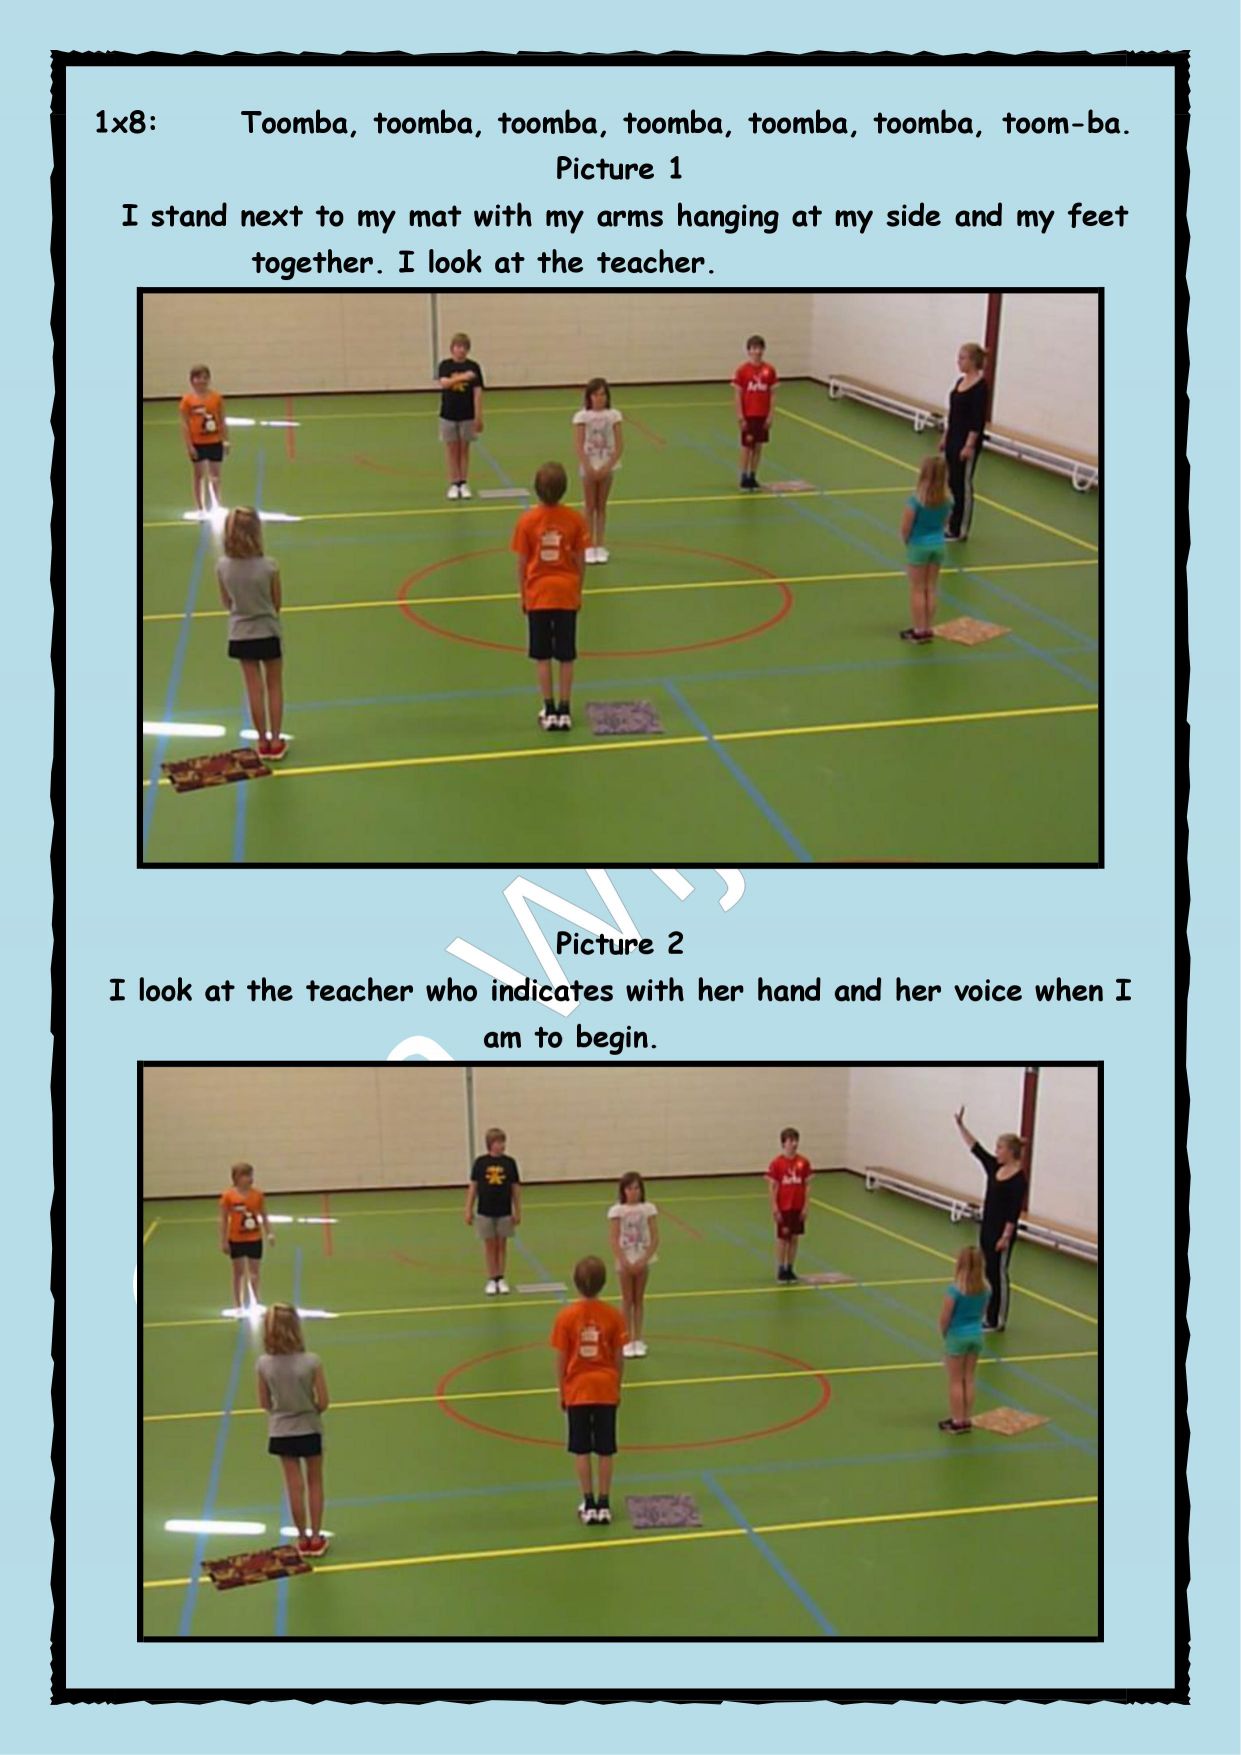 1x8: Toomba, toomba, toomba, toomba, toomba, toomba, toom-ba.
Picture 1
I stand next to my mat with my arms hanging at my side and my feet
together. I look at the teacher.
Picture 2
I look at the teacher who indicates with her hand and her voice when I
am to begin.